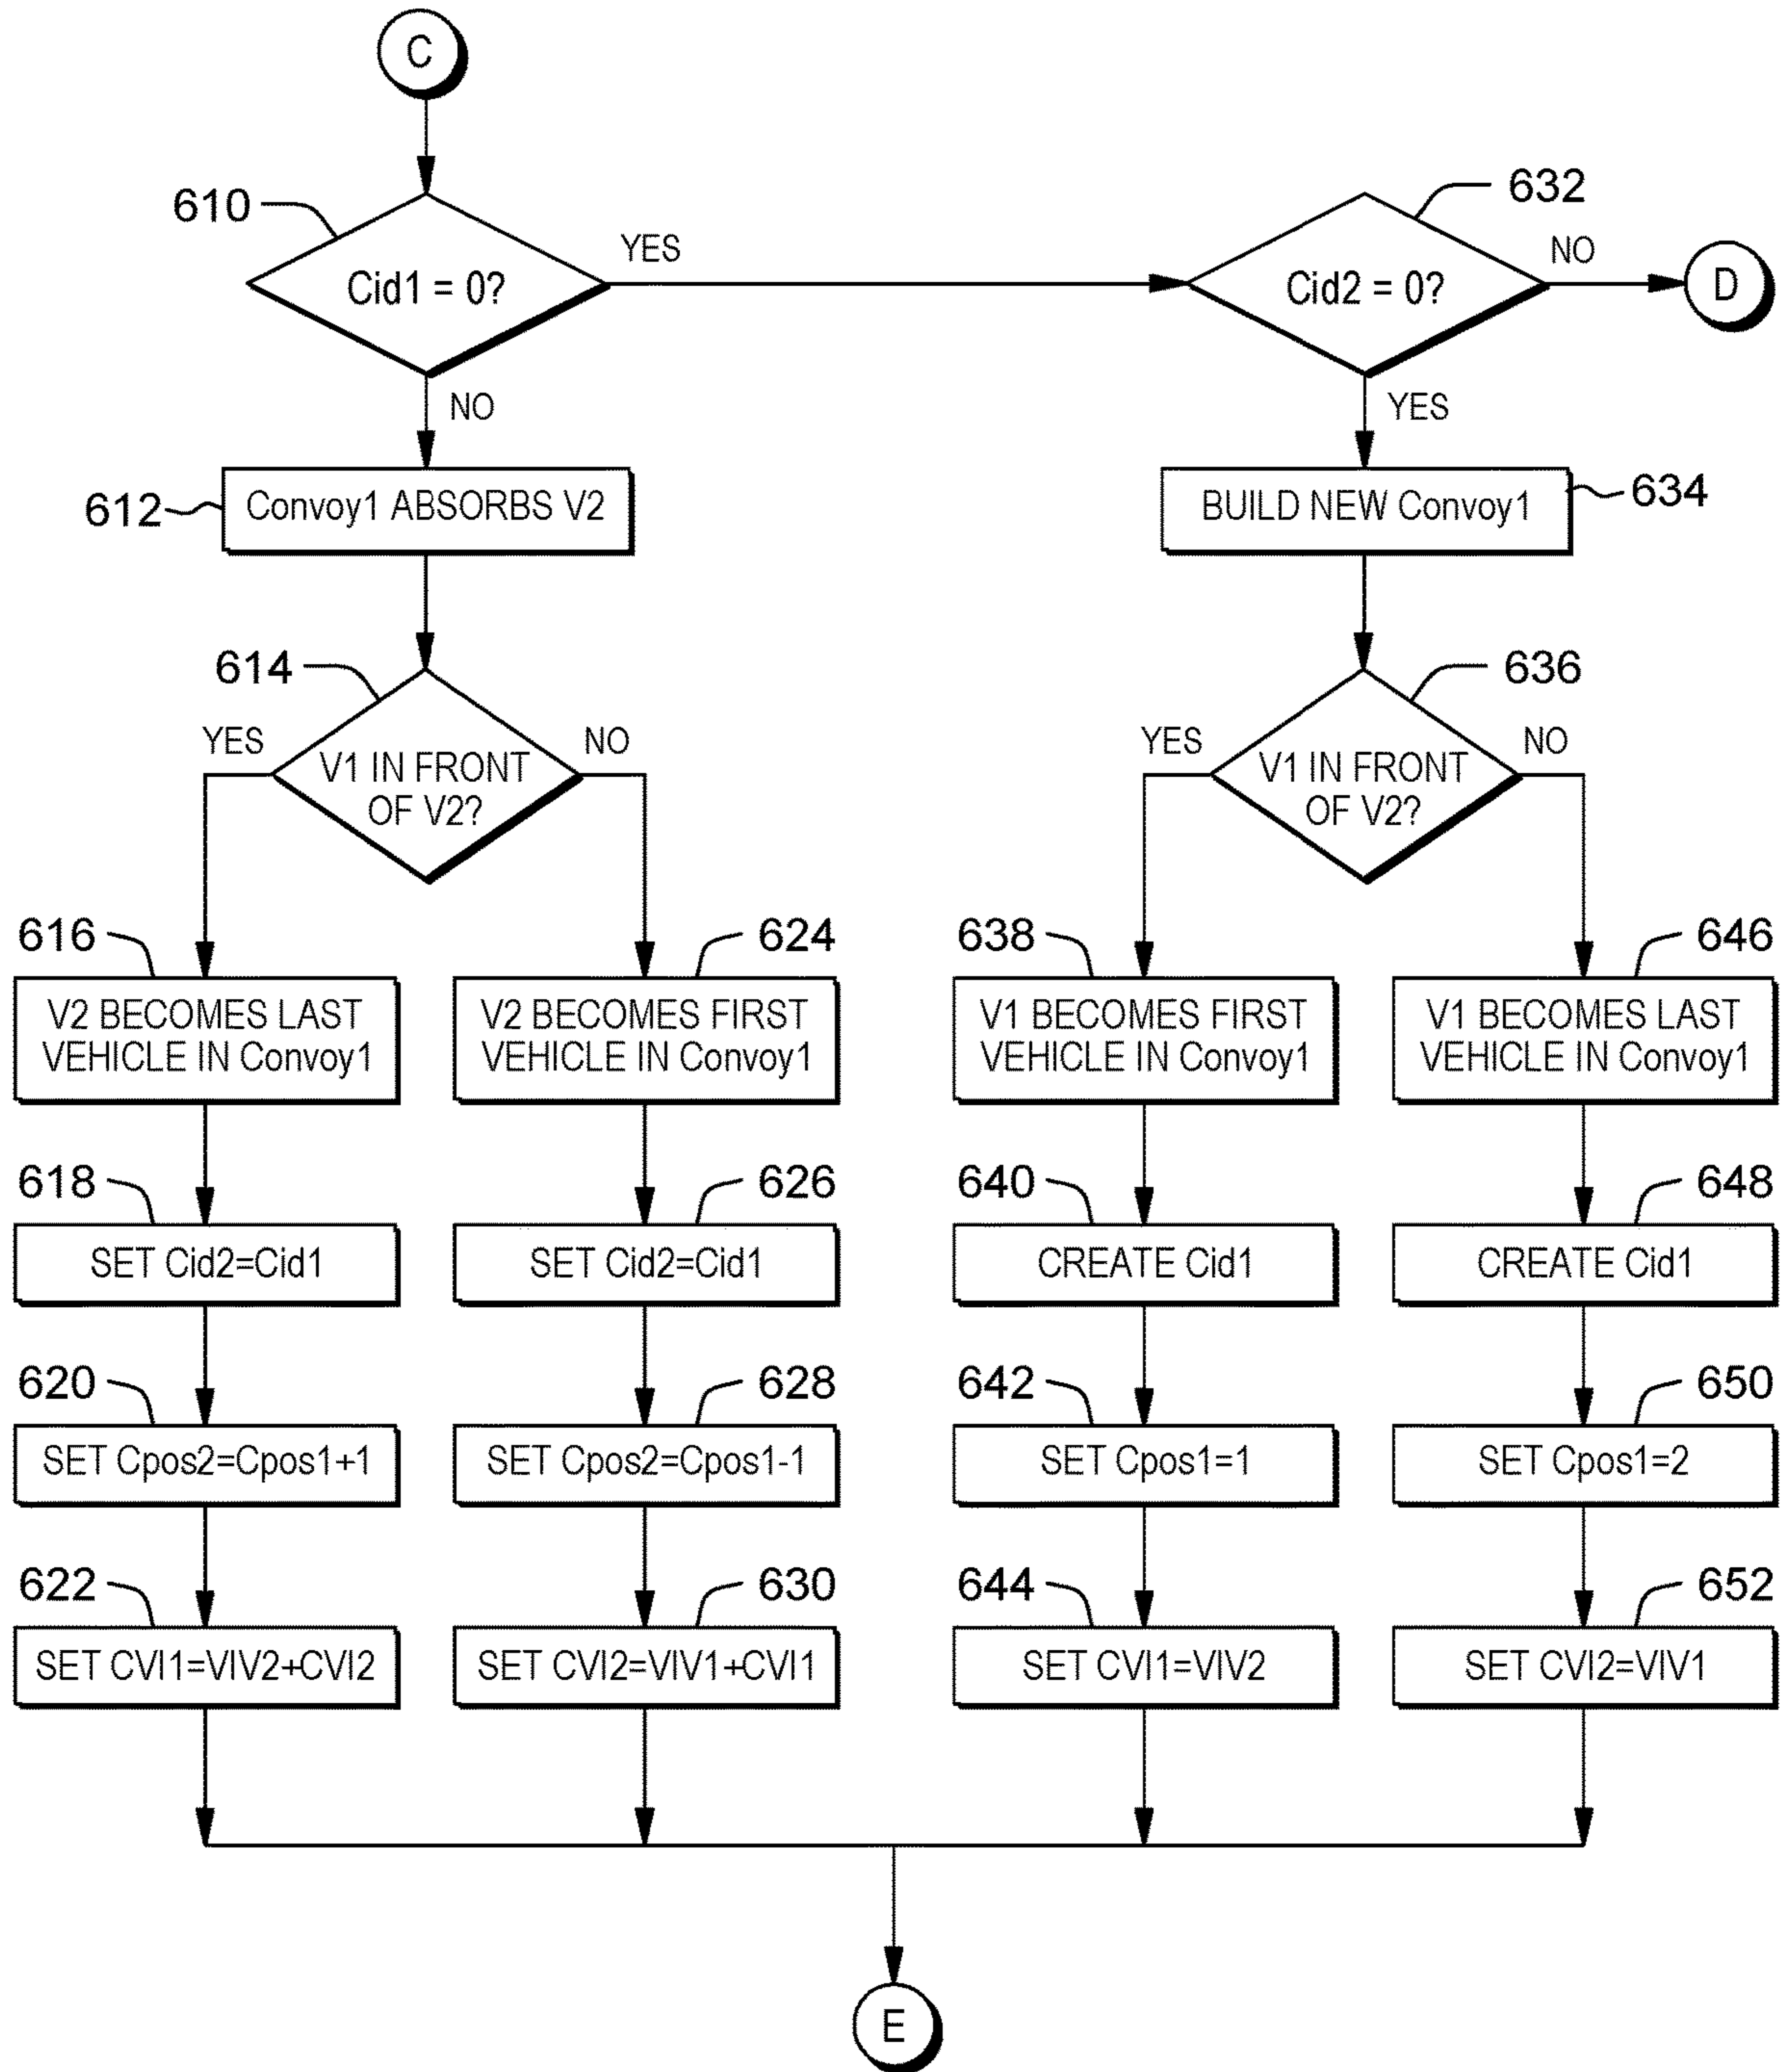 C
610
Cid1 = 0?
YES
NO
632
Cid2 = 0?
NO
D
YES
612
Convoy1 ABSORBS V2
BUILD NEW Convoy1
634
614
YES
NO
V1 IN FRONT
OF V2?
636
YES
NO
V1 IN FRONT
OF V2?
616
V2 BECOMES LAST
VEHICLE IN Convoy1
624
V2 BECOMES FIRST
VEHICLE IN Convoy1
638
V1 BECOMES FIRST
VEHICLE IN Convoy1
646
V1 BECOMES LAST
VEHICLE IN Convoy1
618
SET Cid2=Cid1
626
SET Cid2=Cid1
640
CREATE Cid1
648
CREATE Cid1
620
SET Cpos2=Cpos1+1
628
SET Cpos2=Cpos1-1
642
SET Cpos1=1
650
SET Cpos1=2
622
SET CVI1=VIV2+CVI2
630
SET CVI2=VIV1+CVI1
644
SET CVI1=VIV2
652
SET CVI2=VIV1
E